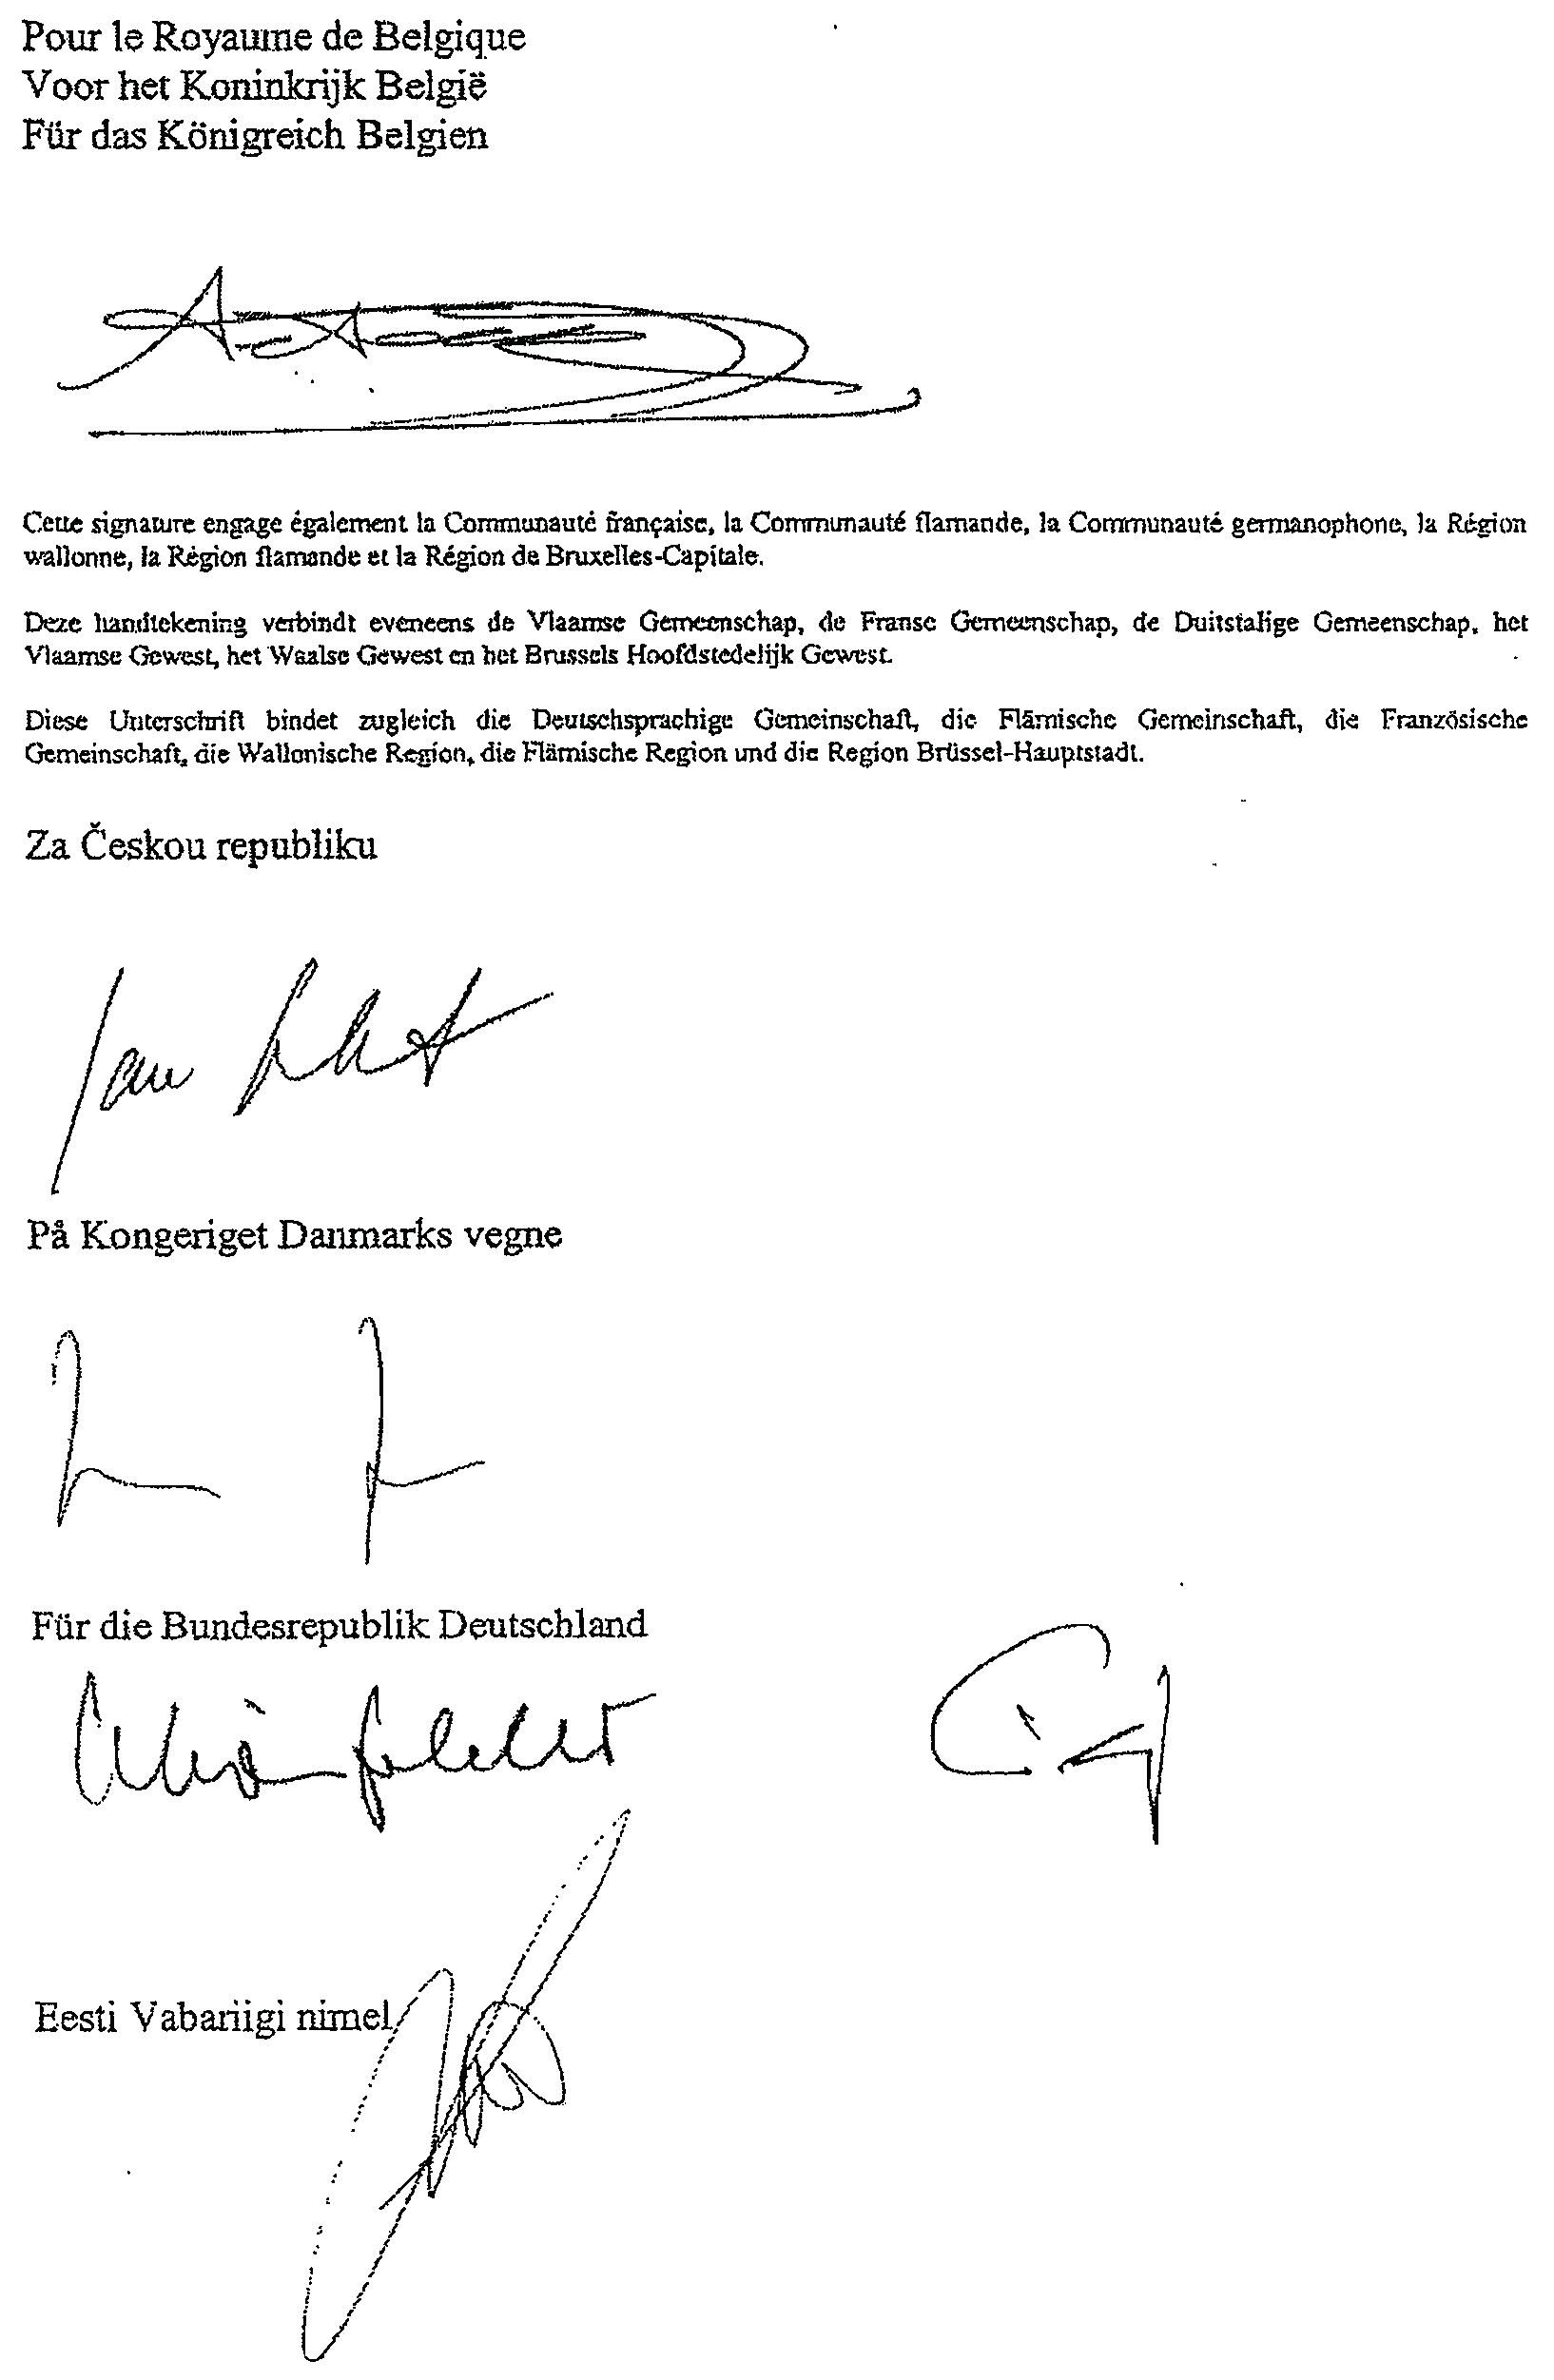 Pour le Royaume de Belgique
Voor het Koninkrijk België
Für das Königreich Belgien
Cette signature engage également la Communauté française, la Communauté flamande, la Communauté germanophone, la Région
wallonne, la Région flamande et la Région de Bruxelles-Capitale.
Deze handtekening verbindt eveneens de Vlaamse Gemeenschap, de Franse Gemeenschap, de Duitstalige Gemeenschap, het
Vlaamse Gewest, het Waalse Gewest en het Brussels Hoofdstedelijk Gewest.
Diese Unterschrift bindet zugleich die Deutschsprachige Gemeinschaft, die Flämische Gemeinschaft, die Französische
Gemeinschaft, die Wallonische Region, die Flämische Region und die Region Brüssel-Hauptstadt.
Za Českou republiku
Jan
På Kongeriget Danmarks vegne
Für die Bundesrepublik Deutschland
Eesti Vabariigi nimel